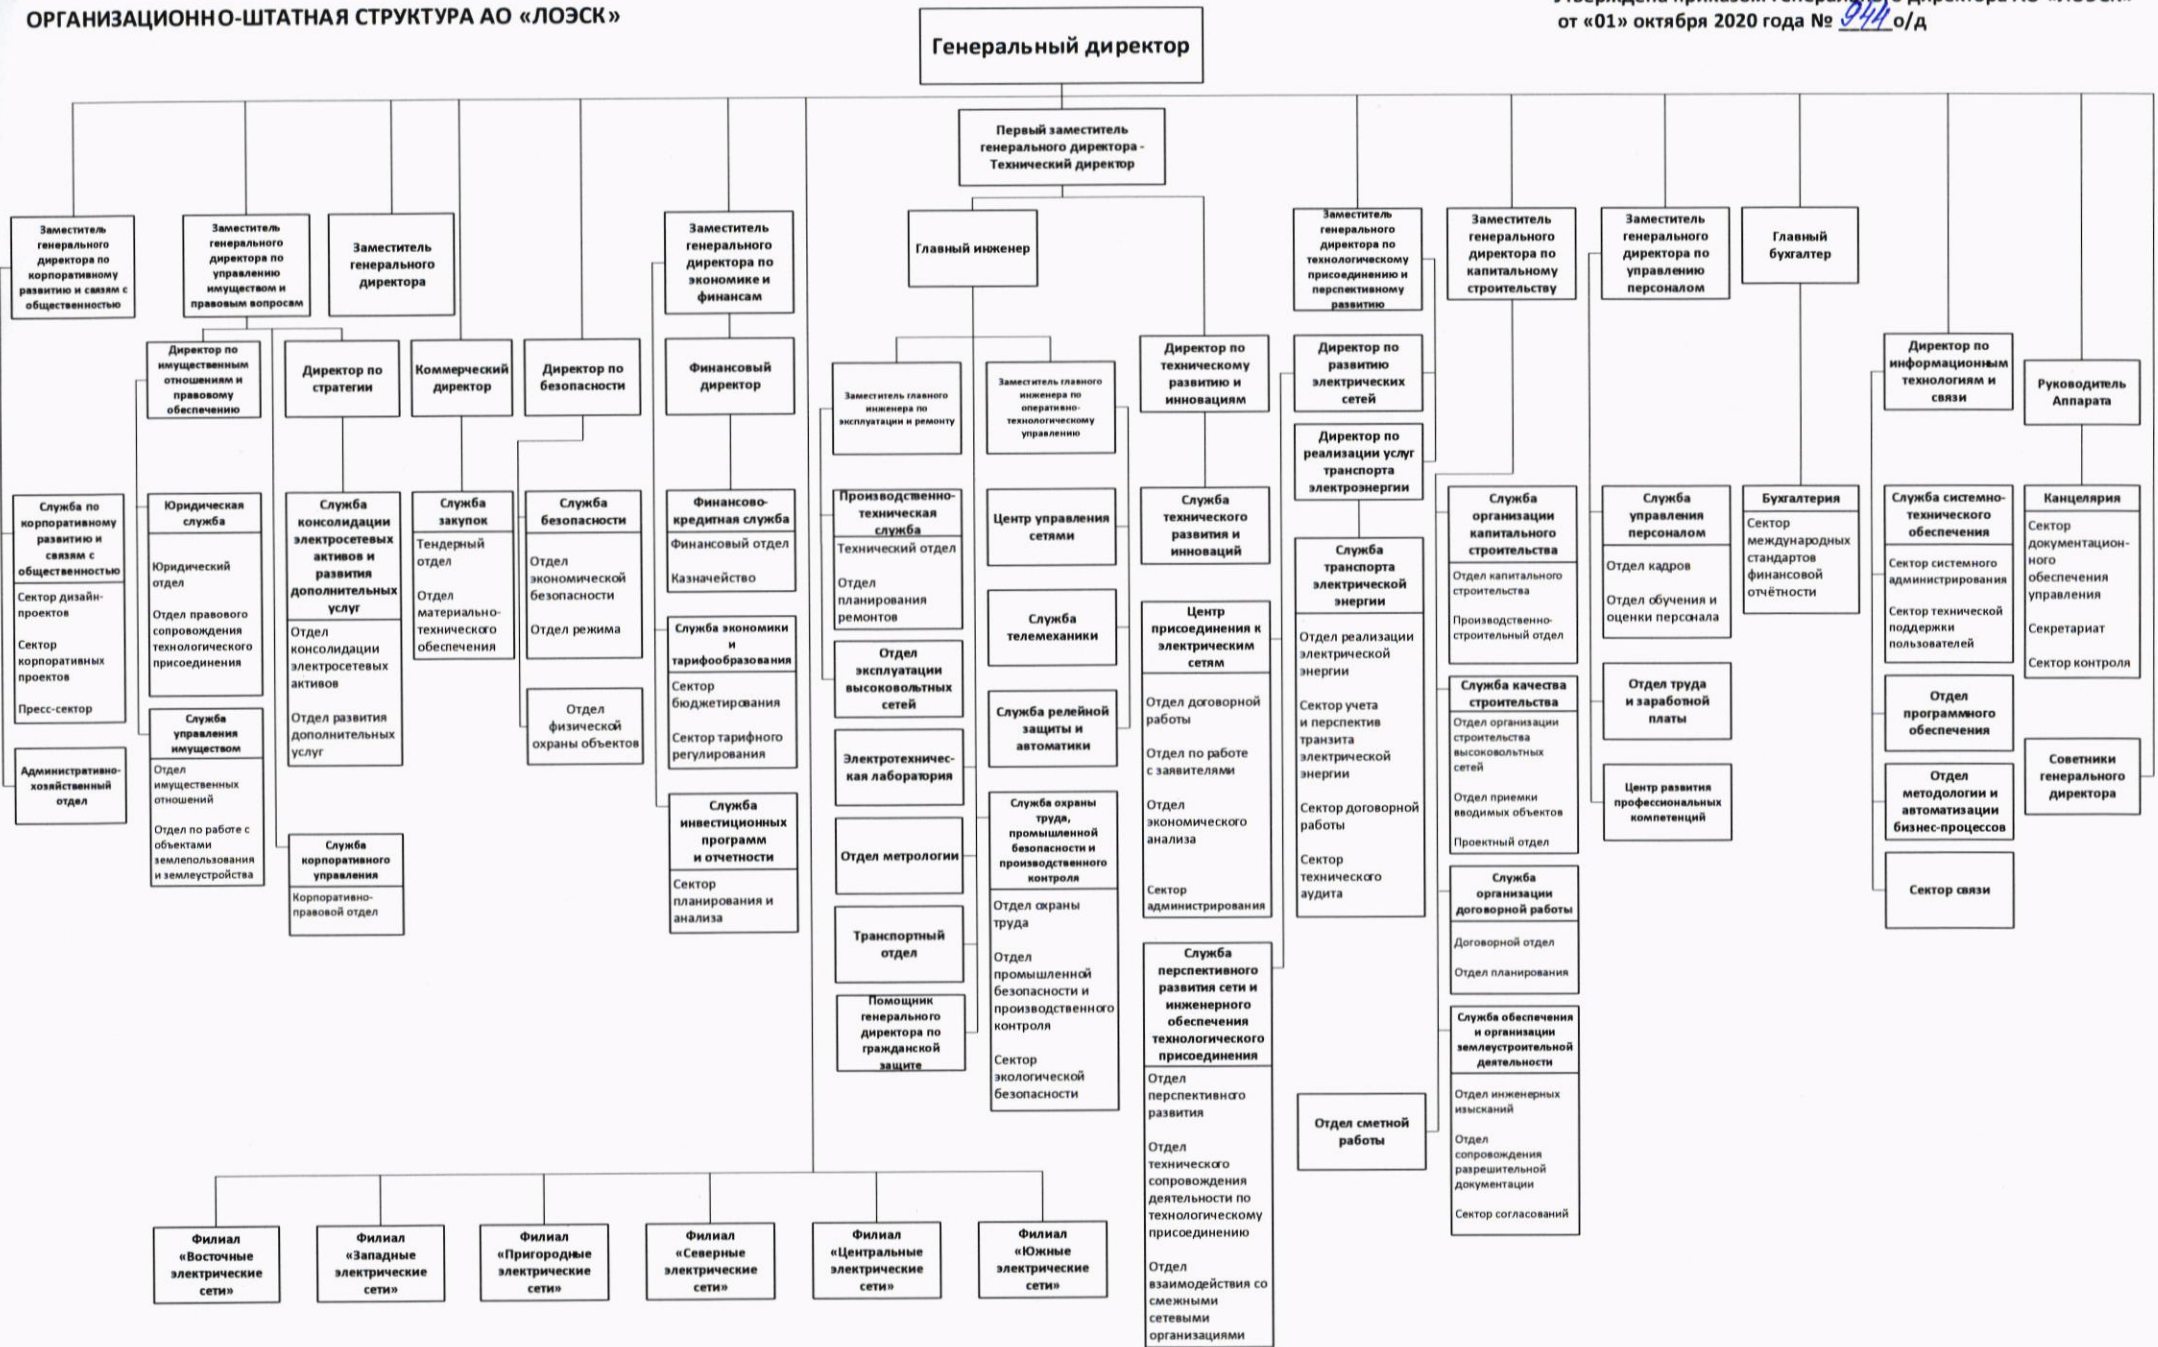 ОРГАНИЗАЦИОННО-ШТАТНАЯ СТРУКТУРА АО «ЛОЭСК»
от «01» октября 2020 года № 944 о/д
Генеральный директор
Первый заместитель
генерального директора -
Технический директор
Заместитель
генерального
директора по
корпоративному
развитию и связям с
общественностью
Заместитель
генерального
директора по
управлению
имуществом и
правовым вопросам
Заместитель
генерального
директора
Заместитель
генерального
директора по
экономике и
финансам
Главный инженер
Заместитель
генерального
директора по
технологическому
присоединению и
перспективному
развитию
Заместитель
генерального
директора по
капитальному
строительству
Заместитель
генерального
директора по
управлению
персоналом
Главный
бухгалтер
Директор по
имущественным
отношениям и
правовому
обеспечению
Директор по
стратегии
Коммерческий
директор
Директор по
безопасности
Финансовый
директор
Заместитель главного
инженера по
эксплуатации и ремонту
Заместитель главного
инженера по
оперативно-
технологическому
управлению
Директор по
техническому
развитию и
инновациям
Директор по
развитию
электрических
сетей
Директор по
реализации услуг
транспорта
электроэнергии
Директор по
информационным
технологиям и
связи
Руководитель
Аппарата
Служба по
корпоративному
развитию и
связям с
общественностью
Сектор дизайн-
проектов
Сектор
корпоративных
проектов
Пресс-сектор
Административно-
хозяйственный
отдел
Юридическая
служба
Юридический
отдел
Отдел правового
сопровождения
технологического
присоединения
Служба
управления
имуществом
Отдел
имущественных
отношений
Отдел по работе с
объектами
землепользования
и землеустройства
Служба
консолидации
электросетевых
активов и
развития
дополнительных
услуг
Отдел
консолидации
электросетевых
активов
Отдел развития
дополнительных
услуг
Служба
корпоративного
управления
Корпоративно-
правовой отдел
Служба
закупок
Тендерный
отдел
Отдел
материально-
технического
обеспечения
Служба
безопасности
Отдел
экономической
безопасности
Отдел режима
Отдел
физической
охраны объектов
Финансово-
кредитная служба
Финансовый отдел
Казначейство
Служба экономики
и
тарифообразования
Сектор
бюджетирования
Сектор тарифного
регулирования
Служба
инвестиционных
программ
и отчетности
Сектор
планирования и
анализа
Производственно-
техническая
служба
Технический отдел
Отдел
планирования
ремонтов
Отдел
эксплуатации
высоковольтных
сетей
Электротехничес-
кая лаборатория
Отдел метрологии
Транспортный
отдел
Помощник
генерального
директора по
гражданской
защите
Центр управления
сетями
Служба
телемеханики
Служба релейной
защиты и
автоматики
Служба охраны
труда,
промышленной
безопасности и
производственного
контроля
Отдел охраны
труда
Отдел
промышленной
безопасности и
производственного
контроля
Сектор
экологической
безопасности
Служба
технического
развития и
инноваций
Центр
присоединения к
электрическим
сетям
Отдел договорной
работы
Отдел по работе
с заявителями
Отдел
экономического
анализа
Сектор
администрирования
Служба
перспективного
развития сети и
инженерного
обеспечения
технологического
присоединения
Отдел
перспективного
развития
Отдел
технического
сопровождения
деятельности по
технологическому
присоединению
Отдел
взаимодействия со
смежными
сетевыми
организациями
Служба
транспорта
электрической
энергии
Отдел реализации
электрической
энергии
Сектор учета
и перспектив
транзита
электрической
энергии
Сектор договорной
работы
Сектор
технического
аудита
Отдел сметной
работы
Служба
организации
капитального
строительства
Отдел капитального
строительства
Производственно-
строительный отдел
Служба качества
строительства
Отдел организации
строительства
высоковольтных
сетей
Отдел приемки
вводимых объектов
Проектный отдел
Служба
организации
договорной работы
Договорной отдел
Отдел планирования
Служба обеспечения
и организации
землеустроительной
деятельности
Отдел инженерных
изысканий
Отдел
сопровождения
разрешительной
документации
Сектор согласований
Служба
управления
персоналом
Отдел кадров
Отдел обучения и
оценки персонала
Отдел труда
и заработной
платы
Центр развития
профессиональных
компетенций
Бухгалтерия
Сектор
международных
стандартов
финансовой
отчётности
Служба системно-
технического
обеспечения
Сектор системного
администрирования
Сектор технической
поддержки
пользователей
Отдел
программного
обеспечения
Отдел
методологии и
автоматизации
бизнес-процессов
Сектор связи
Канцелярия
Сектор
документацион-
ного
обеспечения
управления
Секретариат
Сектор контроля
Советники
генерального
директора
Филиал
«Восточные
электрические
сети»
Филиал
«Западные
электрические
сети»
Филиал
«Пригородные
электрические
сети»
Филиал
«Северные
электрические
сети»
Филиал
«Центральные
электрические
сети»
Филиал
«Южные
электрические
сети»